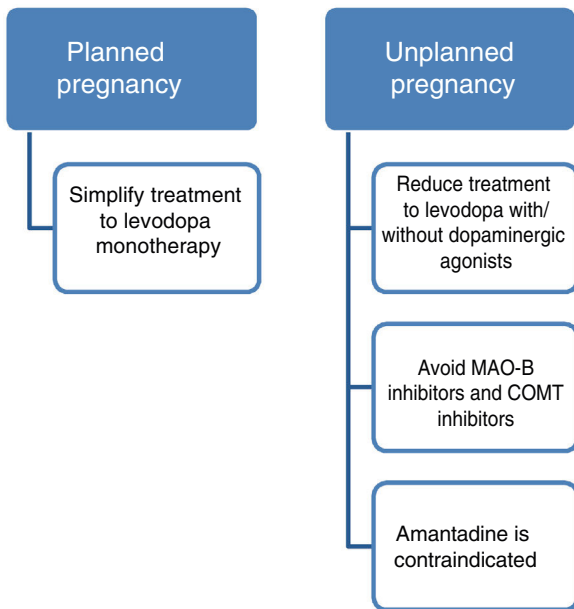 Planned
pregnancy
Simplify treatment
to levodopa
monotherapy
Unplanned
pregnancy
Reduce treatment
to levodopa with/
without dopaminergic
agonists
Avoid MAO-B
inhibitors and COMT
inhibitors
Amantadine is
contraindicated